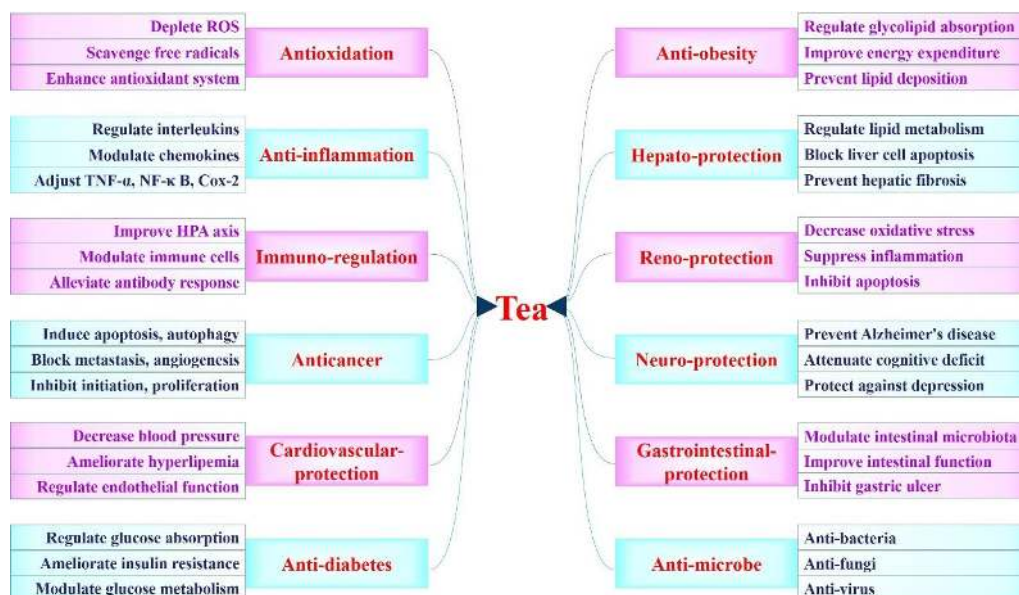 Deplete ROS
Scavenge free radicals
Enhance antioxidant system
Antioxidation
Regulate interleukins
Modulate chemokines
Adjust TNF-α, NF-κ B, Cox-2
Anti-inflammation
Improve HPA axis
Modulate immune cells
Alleviate antibody response
Immuno-regulation
Induce apoptosis, autophagy
Block metastasis, angiogenesis
Inhibit initiation, proliferation
Anticancer
Decrease blood pressure
Ameliorate hyperlipemia
Regulate endothelial function
Cardiovascular-
protection
Regulate glucose absorption
Ameliorate insulin resistance
Modulate glucose metabolism
Anti-diabetes
Tea
Anti-obesity
Regulate glycolipid absorption
Improve energy expenditure
Prevent lipid deposition
Hepato-protection
Regulate lipid metabolism
Block liver cell apoptosis
Prevent hepatic fibrosis
Reno-protection
Decrease oxidative stress
Suppress inflammation
Inhibit apoptosis
Neuro-protection
Prevent Alzheimer's disease
Attenuate cognitive deficit
Protect against depression
Gastrointestinal-
protection
Modulate intestinal microbiota
Improve intestinal function
Inhibit gastric ulcer
Anti-microbe
Anti-bacteria
Anti-fungi
Anti-virus